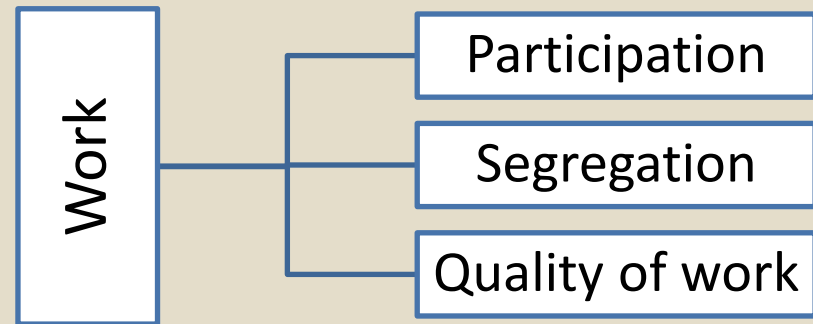 Work
Participation
Segregation
Quality of work